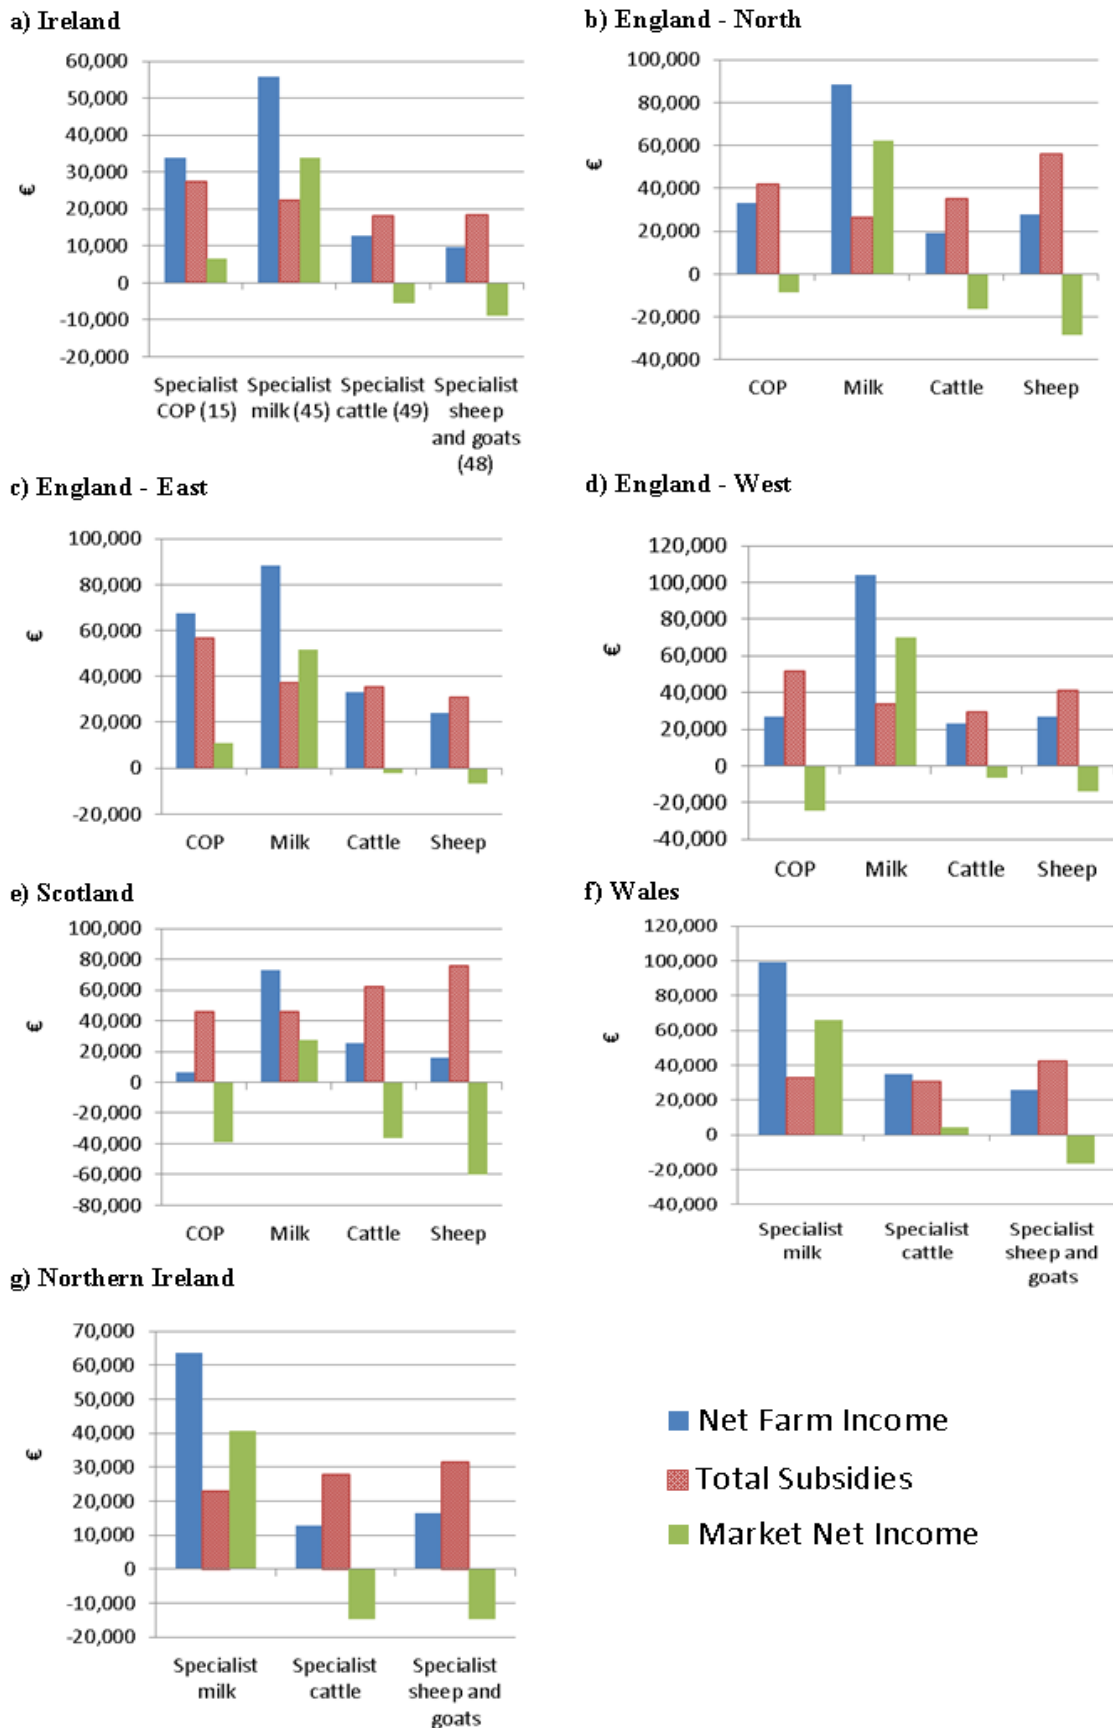 a) Ireland
60,000
50,000
40,000
30,000
20,000
10,000
0
-10,000
-20,000
€
Specialist COP (15)
Specialist milk (45)
Specialist cattle (49)
Specialist sheep and goats (48)
b) England - North
100,000
80,000
60,000
40,000
20,000
0
-20,000
-40,000
€
COP Milk Cattle Sheep
c) England - East
100,000
80,000
60,000
40,000
20,000
0
-20,000
€
COP Milk Cattle Sheep
d) England - West
120,000
100,000
80,000
60,000
40,000
20,000
0
-20,000
-40,000
€
COP Milk Cattle Sheep
e) Scotland
100,000
80,000
60,000
40,000
20,000
0
-20,000
-40,000
-60,000
-80,000
€
COP Milk Cattle Sheep
f) Wales
120,000
100,000
80,000
60,000
40,000
20,000
0
-20,000
-40,000
€
Specialist milk
Specialist cattle
Specialist sheep and goats
g) Northern Ireland
70,000
60,000
50,000
40,000
30,000
20,000
10,000
0
-10,000
-20,000
€
Specialist milk
Specialist cattle
Specialist sheep and goats
Net Farm Income
Total Subsidies
Market Net Income